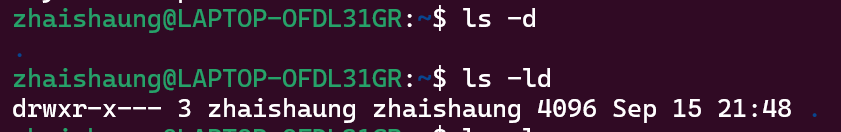 zhaishaung@LAPTOP-OFDL31GR:~$ ls -d
.
zhaishaung@LAPTOP-OFDL31GR:~$ ls -ld
drwxr-x--- 3 zhaishaung zhaishaung 4096 Sep 15 21:48 .